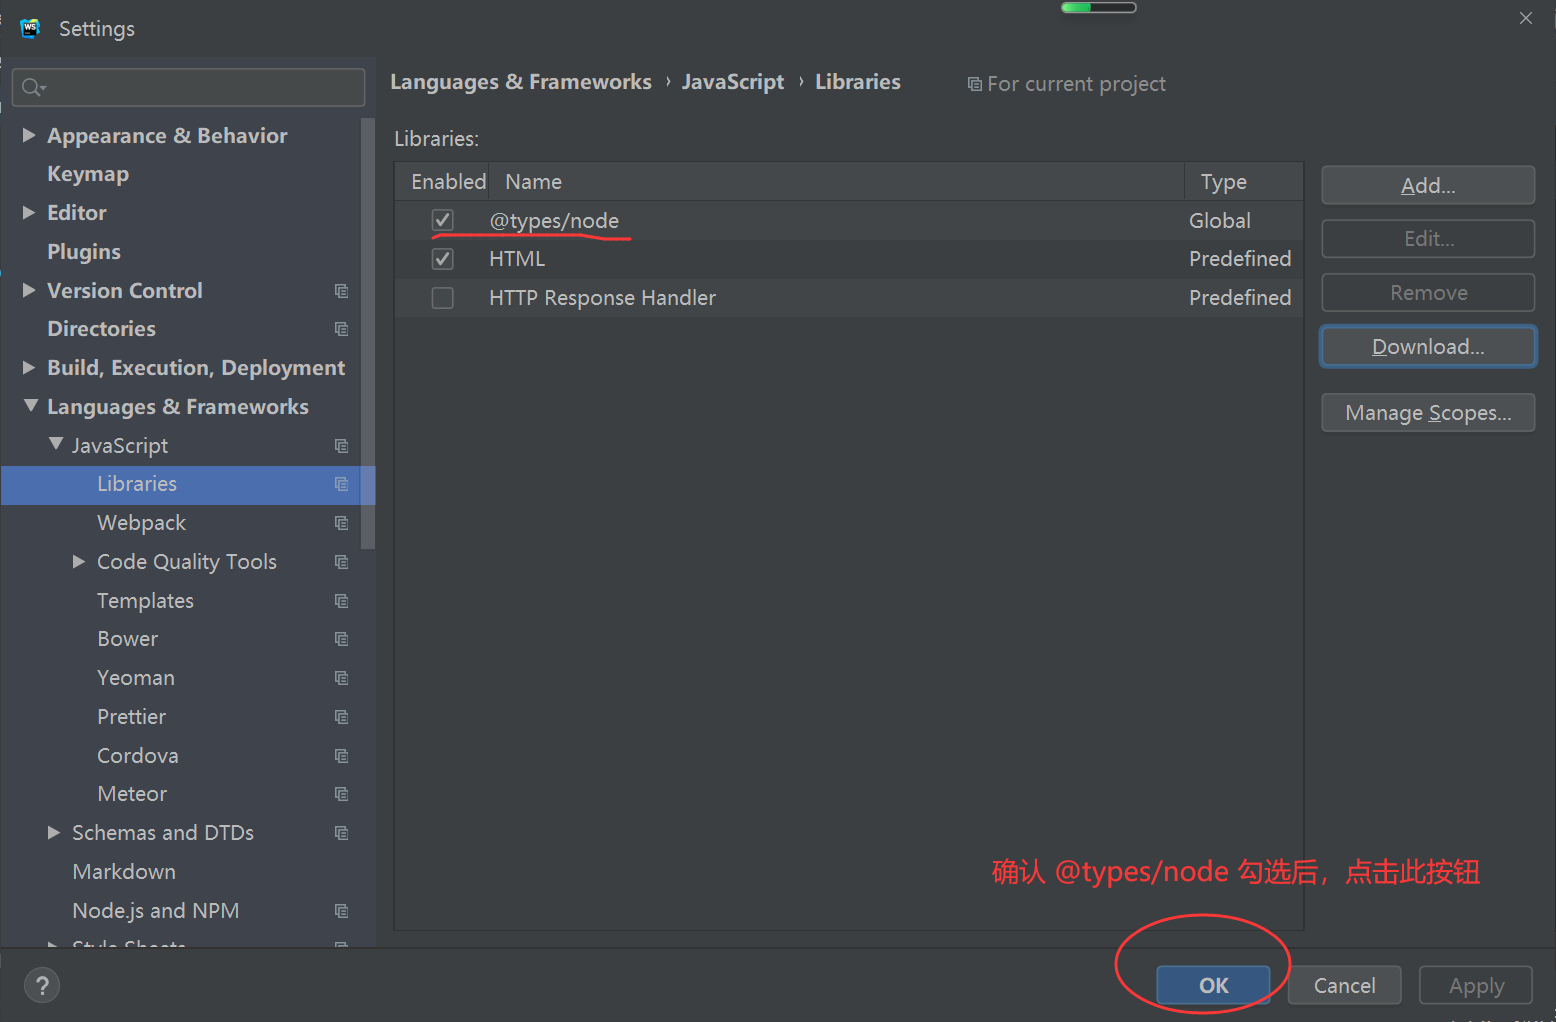 WS
Settings
Languages & Frameworks › JavaScript › Libraries For current project
Appearance & Behavior
Keymap
Editor
Plugins
Version Control
Directories
Build, Execution, Deployment
Languages & Frameworks
JavaScript
Libraries
Webpack
Code Quality Tools
Templates
Bower
Yeoman
Prettier
Cordova
Meteor
Schemas and DTDs
Markdown
Node.js and NPM
Style Sheets
Libraries:
Enabled Name Type
@types/node Global
HTML Predefined
HTTP Response Handler Predefined
Add...
Edit...
Remove
Download...
Manage Scopes...
确认 @types/node 勾选后，点击此按钮
?
OK Cancel Apply